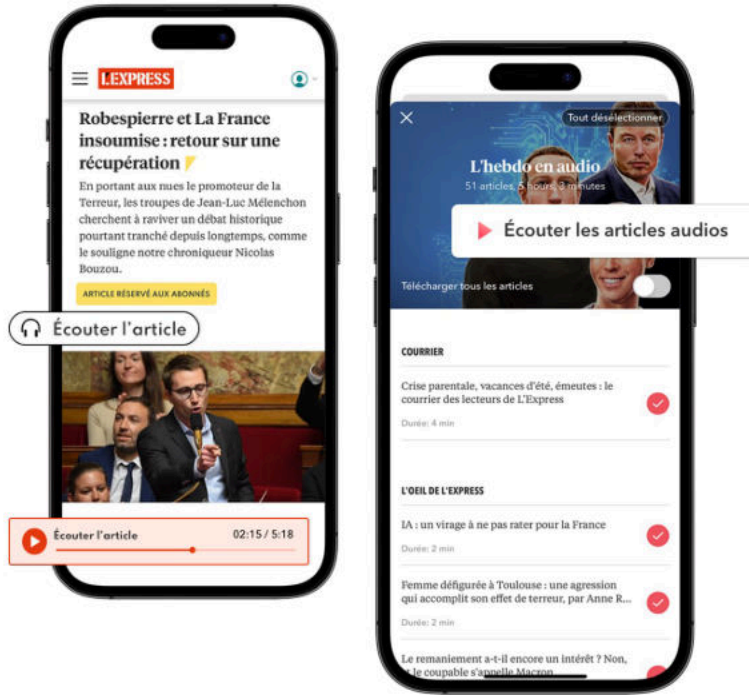 L'EXPRESS
Robespierre et La France
insoumise : retour sur une
récupération
En portant aux nues le promoteur de la
Terreur, les troupes de Jean-Luc Mélenchon
cherchent à raviver un débat historique
pourtant tranché depuis longtemps, comme
le souligne notre chroniqueur Nicolas
Bouzou.
ARTICLE RÉSERVÉ AUX ABONNÉS
Écouter l'article
Écouter l'article 02:15 / 5:18
Tout désélectionner
L'hebdo en audio
51 articles, 5 hours, 3 minutes
Écouter les articles audios
Télécharger tous les articles
COURRIER
Crise parentale, vacances d'été, émeutes : le
courrier des lecteurs de L'Express
Durée: 4 min
L'OEIL DE L'EXPRESS
IA : un virage à ne pas rater pour la France
Durée: 2 min
Femme défigurée à Toulouse : une agression
qui accomplit son effet de terreur, par Anne R...
Durée: 2 min
Le remaniement a-t-il encore un intérêt ? Non,
le coupable s'appelle Macron